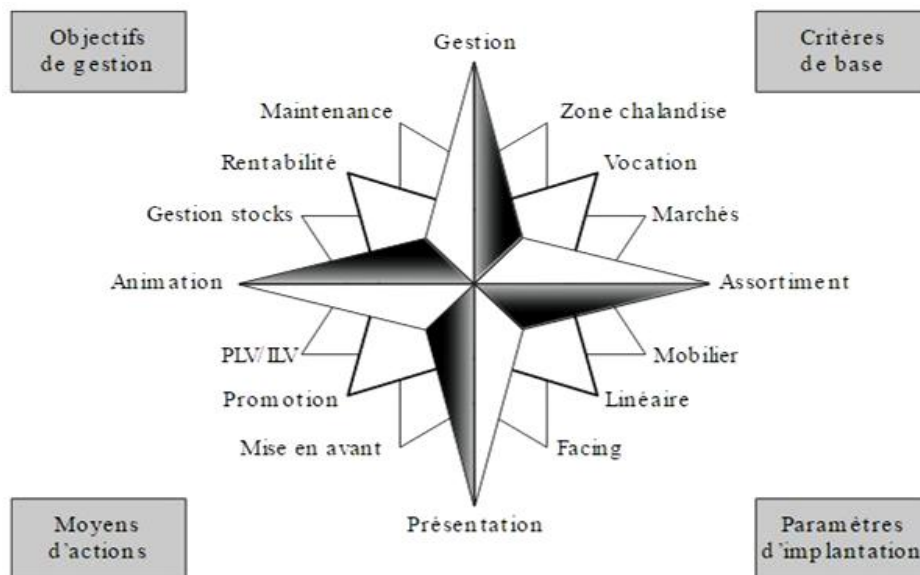 Objectifs
de gestion
Gestion
Critères
de base
Maintenance
Zone chalandise
Rentabilité
Vocation
Gestion stocks
Marchés
Animation
Assortiment
PLV/ILV
Mobilier
Promotion
Linéaire
Mise en avant
Facing
Moyens
d'actions
Présentation
Paramètres
d'implantation